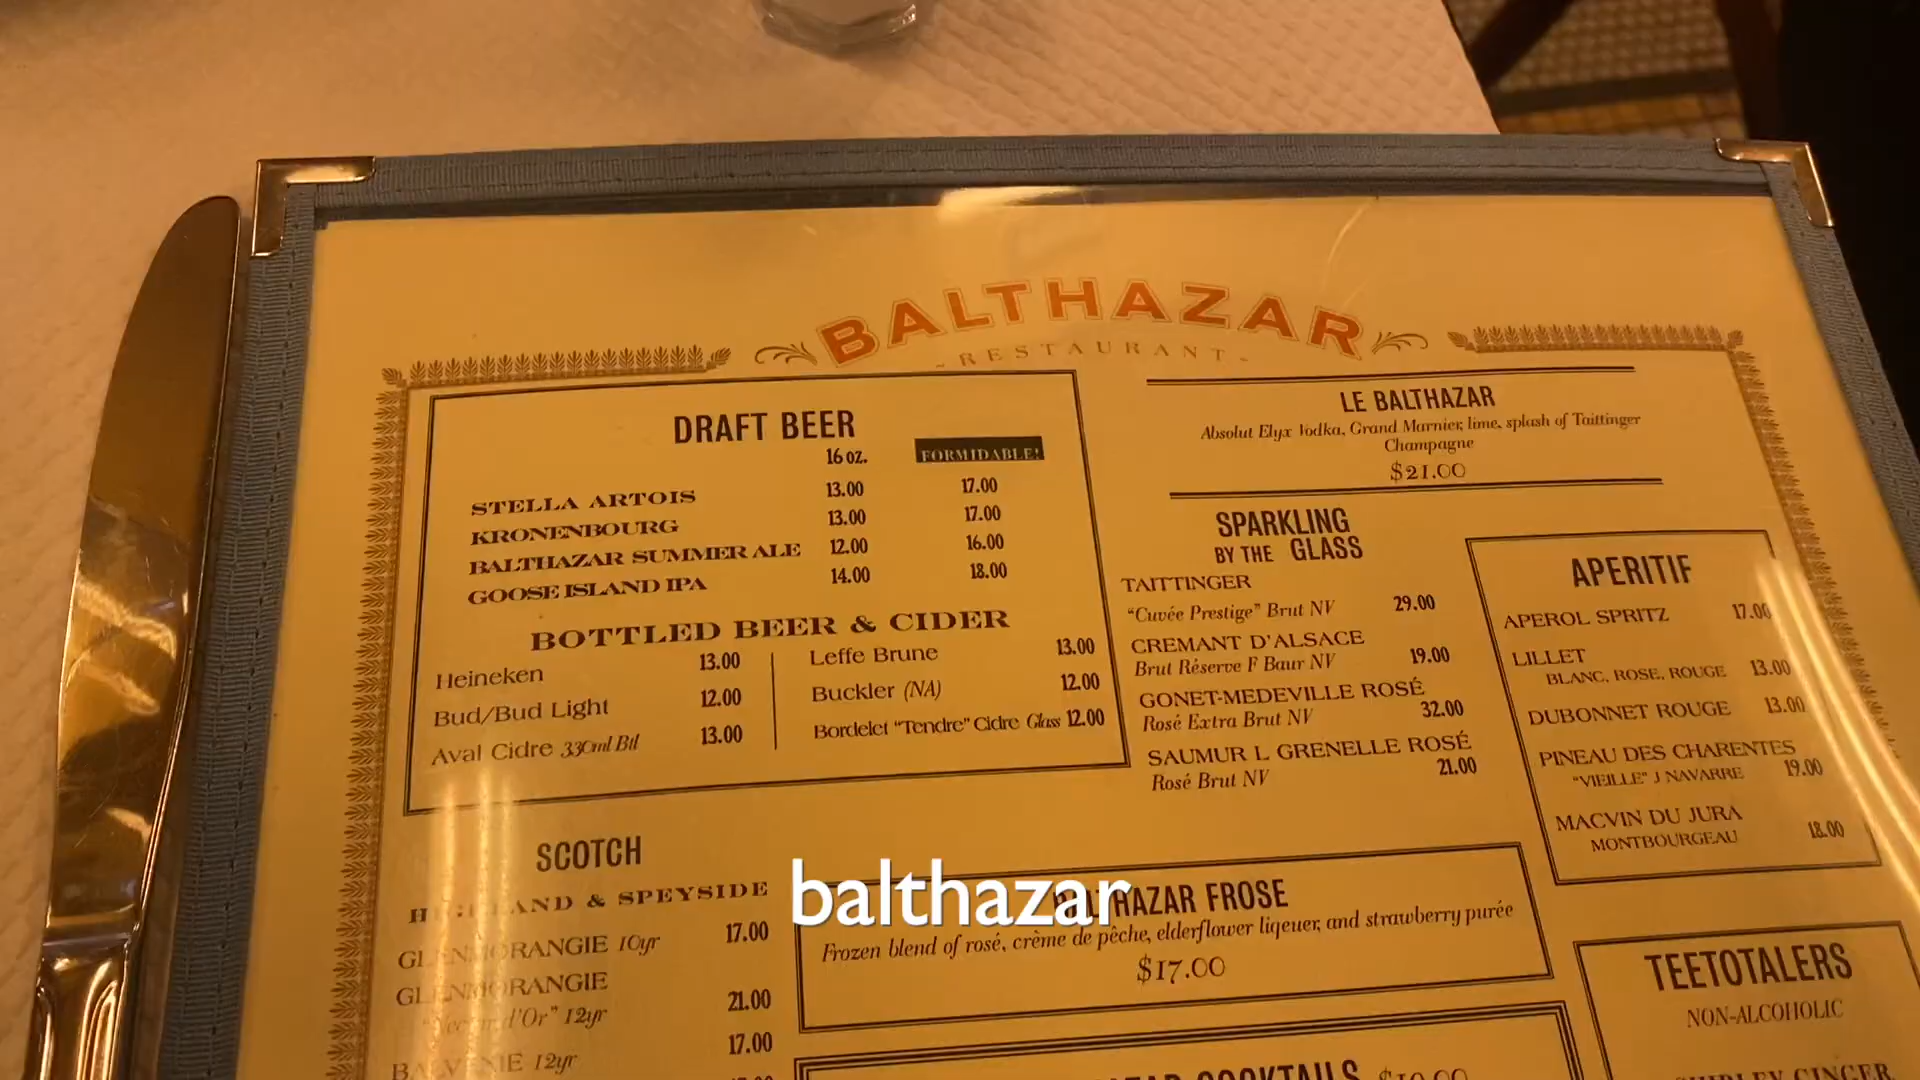 BALTHAZAR
- RESTAURANT -
DRAFT BEER
16 oz. FORMIDABLE!
STELLA ARTOIS 13.00 17.00
KRONENBOURG 13.00 17.00
BALTHAZAR SUMMER ALE 12.00 16.00
GOOSE ISLAND IPA 14.00 18.00
BOTTLED BEER & CIDER
Heineken 13.00
Bud/Bud Light 12.00
Aval Cidre 330ml Btl 13.00
Leffe Brune 13.00
Buckler (NA) 12.00
Bordelet "Tendre" Cidre Glass 12.00
LE BALTHAZAR
Absolut Elyx Vodka, Grand Marnier, lime, splash of Taittinger
Champagne
$21.00
SPARKLING
BY THE GLASS
TAITTINGER
"Cuvée Prestige" Brut NV 29.00
CREMANT D'ALSACE
Brut Réserve F Baur NV 19.00
GONET-MEDEVILLE ROSÉ
Rosé Extra Brut NV 32.00
SAUMUR L GRENELLE ROSÉ
Rosé Brut NV 21.00
APERITIF
APEROL SPRITZ 17.00
LILLET
BLANC, ROSE, ROUGE 13.00
DUBONNET ROUGE 13.00
PINEAU DES CHARENTES
"VIEILLE" J NAVARRE 19.00
MACVIN DU JURA
MONTBOURGEAU 18.00
SCOTCH
HIGHLAND & SPEYSIDE
GLENMORANGIE 10yr 17.00
GLENMORANGIE
"Nectar d'Or" 12yr 21.00
BALVENIE 12yr 17.00
balthazar
BALTHAZAR FROSE
Frozen blend of rosé, crème de pêche, elderflower liqeuer, and strawberry purée
$17.00
COCKTAILS
TEETOTALERS
NON-ALCOHOLIC
SHIRLEY GINGER